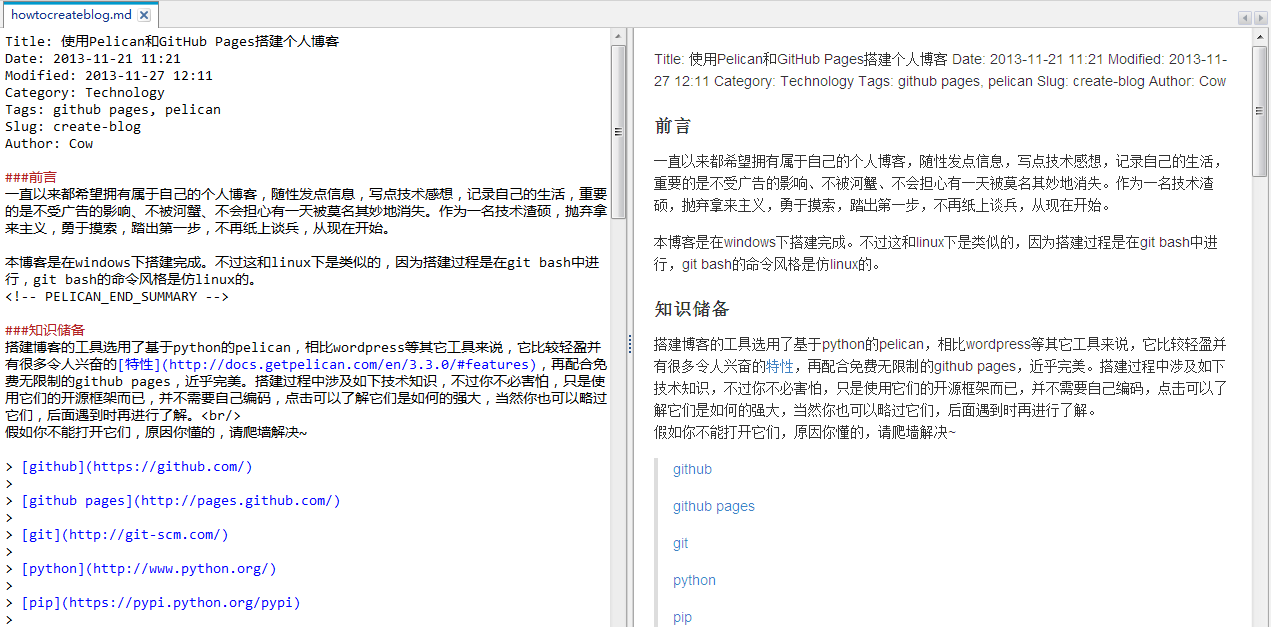 howtocreateblog.md
Title: 使用Pelican和GitHub Pages搭建个人博客
Date: 2013-11-21 11:21
Modified: 2013-11-27 12:11
Category: Technology
Tags: github pages, pelican
Slug: create-blog
Author: Cow
###前言
一直以来都希望拥有属于自己的个人博客，随性发点信息，写点技术感想，记录自己的生活，重要
的是不受广告的影响、不被河蟹、不会担心有一天被莫名其妙地消失。作为一名技术渣硕，抛弃拿
来主义，勇于摸索，踏出第一步，不再纸上谈兵，从现在开始。
本博客是在windows下搭建完成。不过这和linux下是类似的，因为搭建过程是在git bash中进
行，git bash的命令风格是仿linux的。
<!-- PELICAN_END_SUMMARY -->
###知识储备
搭建博客的工具选用了基于python的pelican，相比wordpress等其它工具来说，它比较轻盈并
有很多令人兴奋的[特性](http://docs.getpelican.com/en/3.3.0/#features)，再配合免
费无限制的github pages，近乎完美。搭建过程中涉及如下技术知识，不过你不必害怕，只是使
用它们的开源框架而已，并不需要自己编码，点击可以了解它们是如何的强大，当然你也可以略过
它们，后面遇到时再进行了解。<br/>
假如你不能打开它们，原因你懂的，请爬墙解决~
> [github](https://github.com/)
>
> [github pages](http://pages.github.com/)
>
> [git](http://git-scm.com/)
>
> [python](http://www.python.org/)
>
> [pip](https://pypi.python.org/pypi)
>
Title: 使用Pelican和GitHub Pages搭建个人博客 Date: 2013-11-21 11:21 Modified: 2013-11-
27 12:11 Category: Technology Tags: github pages, pelican Slug: create-blog Author: Cow
前言
一直以来都希望拥有属于自己的个人博客，随性发点信息，写点技术感想，记录自己的生活，
重要的是不受广告的影响、不被河蟹、不会担心有一天被莫名其妙地消失。作为一名技术渣
硕，抛弃拿来主义，勇于摸索，踏出第一步，不再纸上谈兵，从现在开始。
本博客是在windows下搭建完成。不过这和linux下是类似的，因为搭建过程是在git bash中进
行，git bash的命令风格是仿linux的。
知识储备
搭建博客的工具选用了基于python的pelican，相比wordpress等其它工具来说，它比较轻盈并
有很多令人兴奋的特性，再配合免费无限制的github pages，近乎完美。搭建过程中涉及如下
技术知识，不过你不必害怕，只是使用它们的开源框架而已，并不需要自己编码，点击可以了
解它们是如何的强大，当然你也可以略过它们，后面遇到时再进行了解。
假如你不能打开它们，原因你懂的，请爬墙解决~
github
github pages
git
python
pip